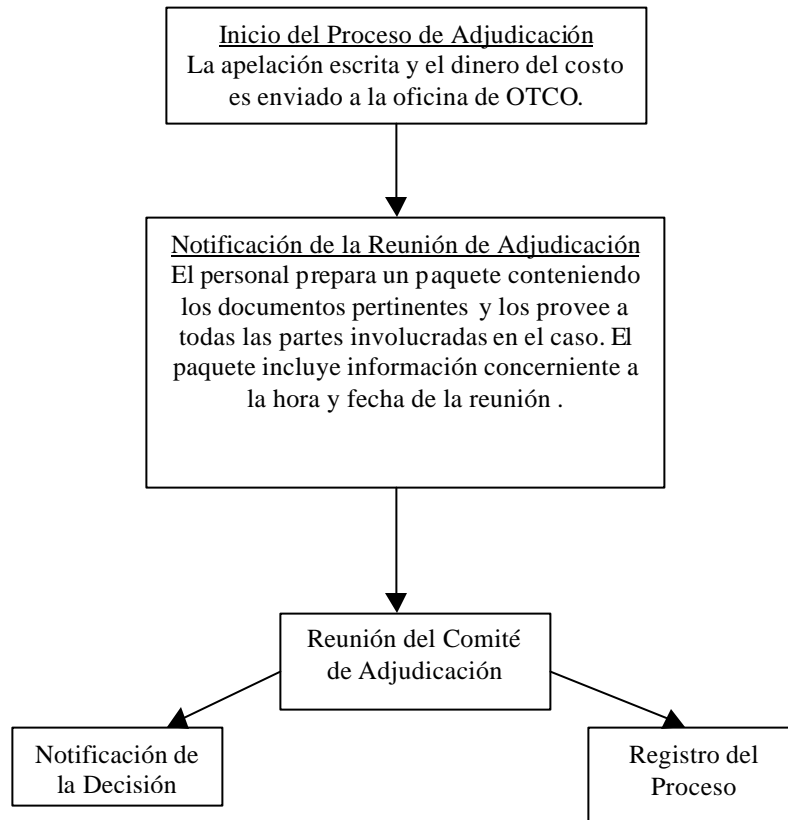 Inicio del Proceso de Adjudicación
La apelación escrita y el dinero del costo
es enviado a la oficina de OTCO.
Notificación de la Reunión de Adjudicación
El personal prepara un paquete conteniendo
los documentos pertinentes y los provee a
todas las partes involucradas en el caso. El
paquete incluye información concerniente a
la hora y fecha de la reunión .
Reunión del Comité
de Adjudicación
Notificación de
la Decisión
Registro del
Proceso